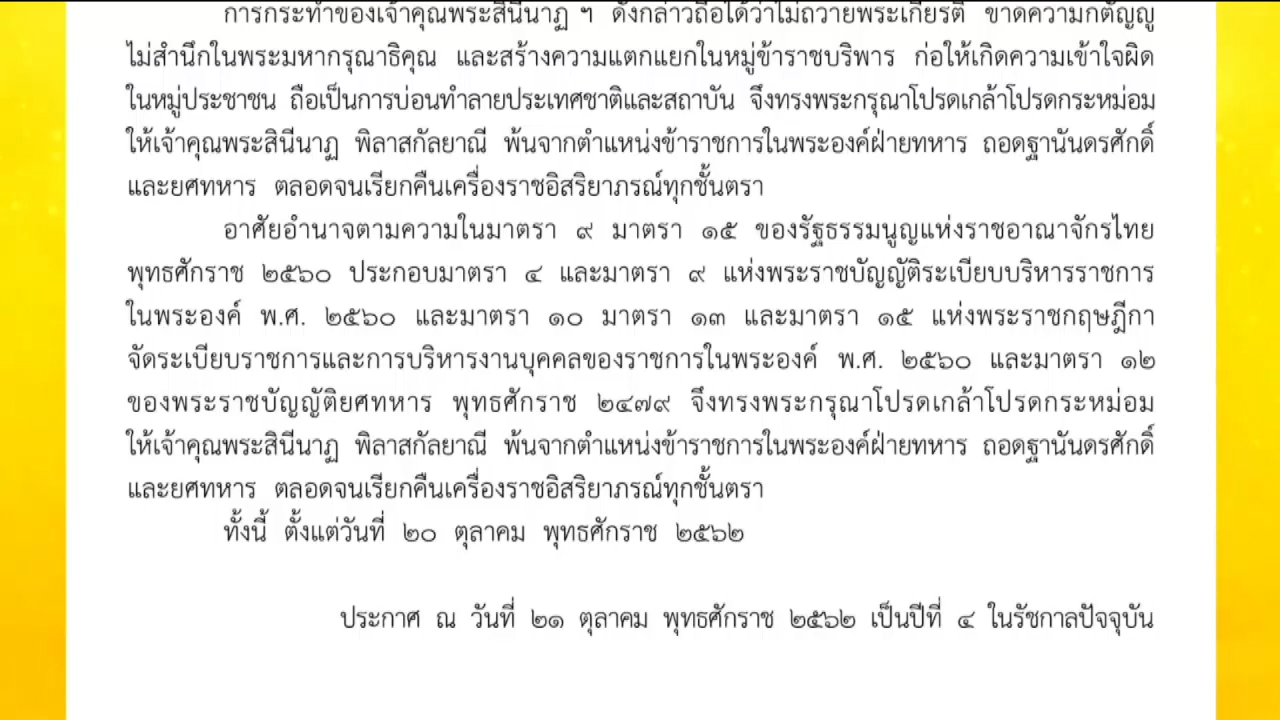 การกระทำของเจ้าคุณพระสินีนาฏ ฯ ดังกล่าวถือได้ว่าไม่ถวายพระเกียรติ ขาดความกตัญญู
ไม่สำนึกในพระมหากรุณาธิคุณ และสร้างความแตกแยกในหมู่ข้าราชบริพาร ก่อให้เกิดความเข้าใจผิด
ในหมู่ประชาชน ถือเป็นการบ่อนทำลายประเทศชาติและสถาบัน จึงทรงพระกรุณาโปรดเกล้าโปรดกระหม่อม
ให้เจ้าคุณพระสินีนาฏ พิลาสกัลยาณี พ้นจากตำแหน่งข้าราชการในพระองค์ฝ่ายทหาร ถอดฐานันดรศักดิ์
และยศทหาร ตลอดจนเรียกคืนเครื่องราชอิสริยาภรณ์ทุกชั้นตรา
อาศัยอำนาจตามความในมาตรา ๙ มาตรา ๑๕ ของรัฐธรรมนูญแห่งราชอาณาจักรไทย
พุทธศักราช ๒๕๖๐ ประกอบมาตรา ๔ และมาตรา ๙ แห่งพระราชบัญญัติระเบียบบริหารราชการ
ในพระองค์ พ.ศ. ๒๕๖๐ และมาตรา ๑๐ มาตรา ๑๓ และมาตรา ๑๕ แห่งพระราชกฤษฎีกา
จัดระเบียบราชการและการบริหารงานบุคคลของราชการในพระองค์ พ.ศ. ๒๕๖๐ และมาตรา ๑๒
ของพระราชบัญญัติยศทหาร พุทธศักราช ๒๔๗๙ จึงทรงพระกรุณาโปรดเกล้าโปรดกระหม่อม
ให้เจ้าคุณพระสินีนาฏ พิลาสกัลยาณี พ้นจากตำแหน่งข้าราชการในพระองค์ฝ่ายทหาร ถอดฐานันดรศักดิ์
และยศทหาร ตลอดจนเรียกคืนเครื่องราชอิสริยาภรณ์ทุกชั้นตรา
ทั้งนี้ ตั้งแต่วันที่ ๒๐ ตุลาคม พุทธศักราช ๒๕๖๒
ประกาศ ณ วันที่ ๒๑ ตุลาคม พุทธศักราช ๒๕๖๒ เป็นปีที่ ๔ ในรัชกาลปัจจุบัน